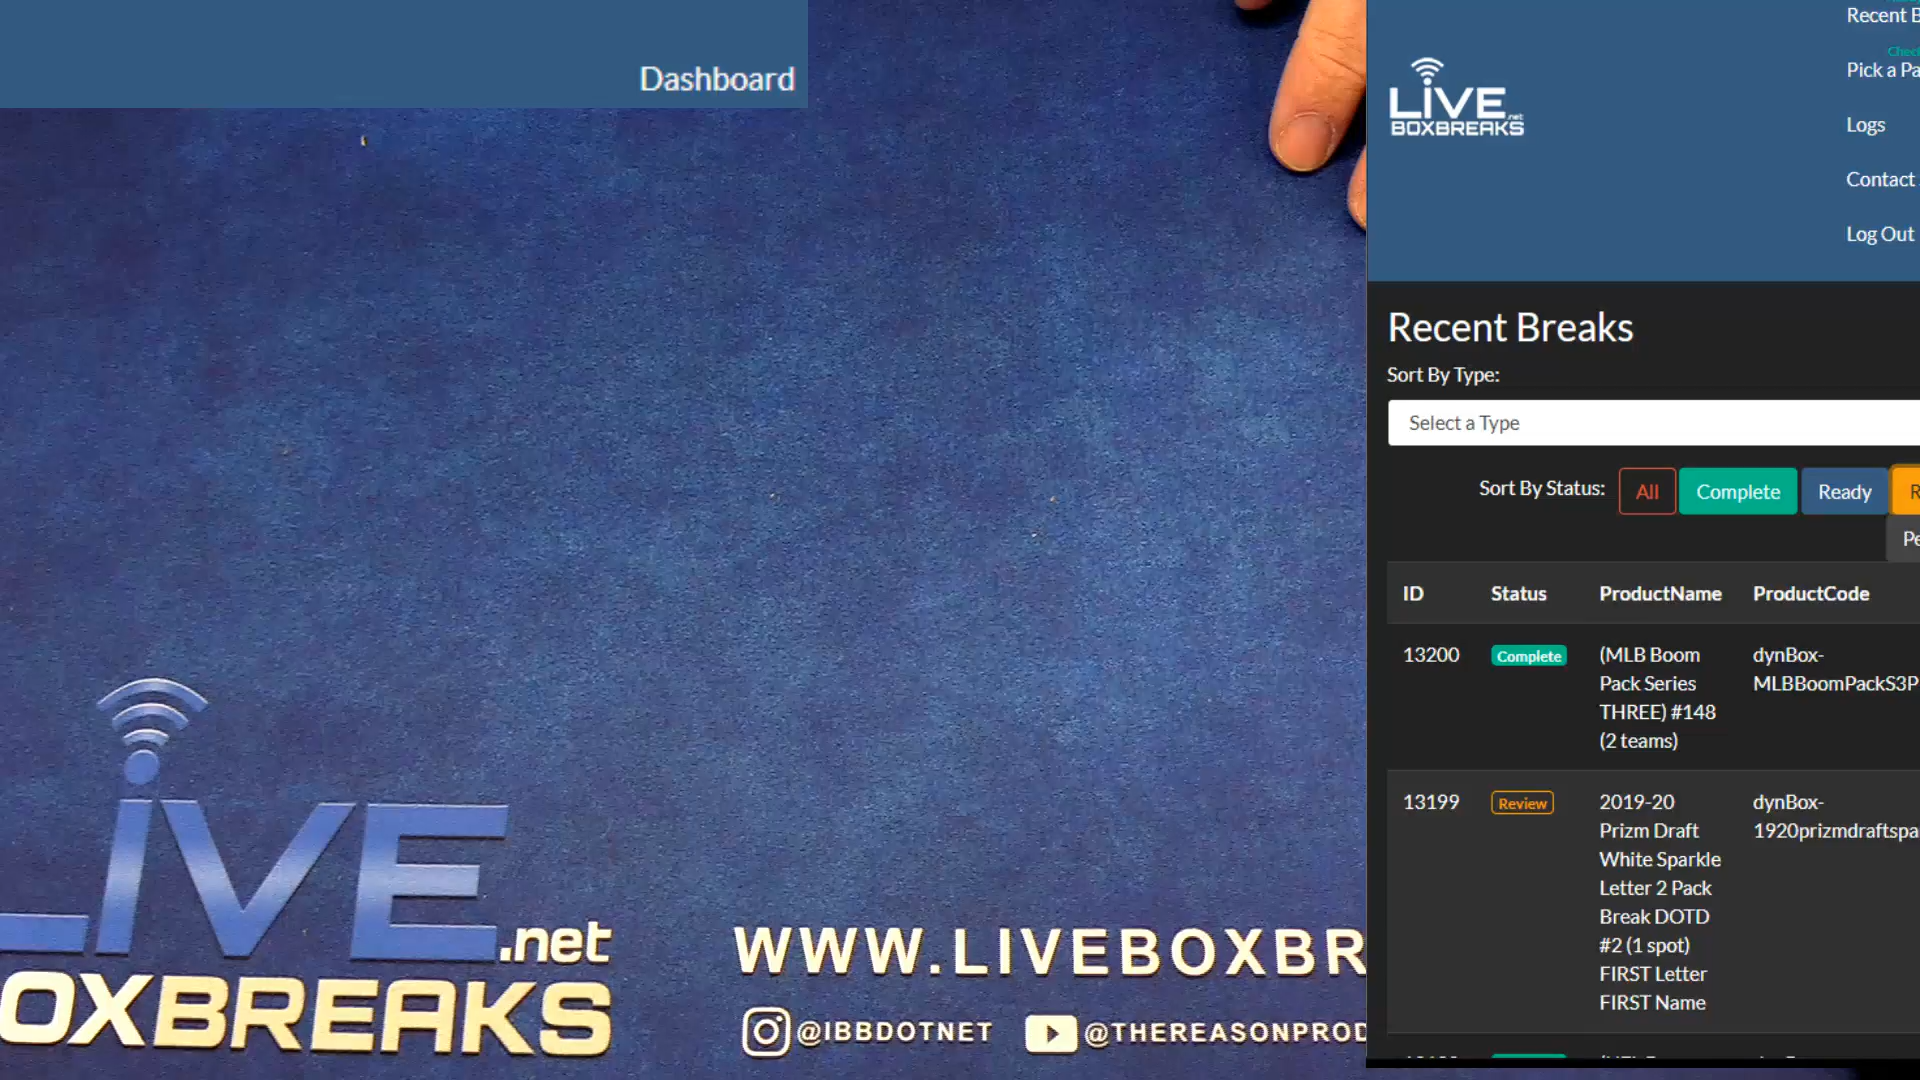 Dashboard
LIVE
.net
BOXBREAKS
Recent B
Check
Pick a Pa
Logs
Contact
Log Out
Recent Breaks
Sort By Type:
Select a Type
Sort By Status: All Complete Ready R
Pe
ID Status ProductName ProductCode
13200 Complete (MLB Boom
Pack Series
THREE) #148
(2 teams)
dynBox-
MLBBoomPackS3P
13199 Review 2019-20
Prizm Draft
White Sparkle
Letter 2 Pack
Break DOTD
#2 (1 spot)
FIRST Letter
FIRST Name
dynBox-
1920prizmdraftspa
LIVE
.net
OXBREAKS
WWW.LIVEBOXBR
@IBBDOTNET @THEREASONPROD